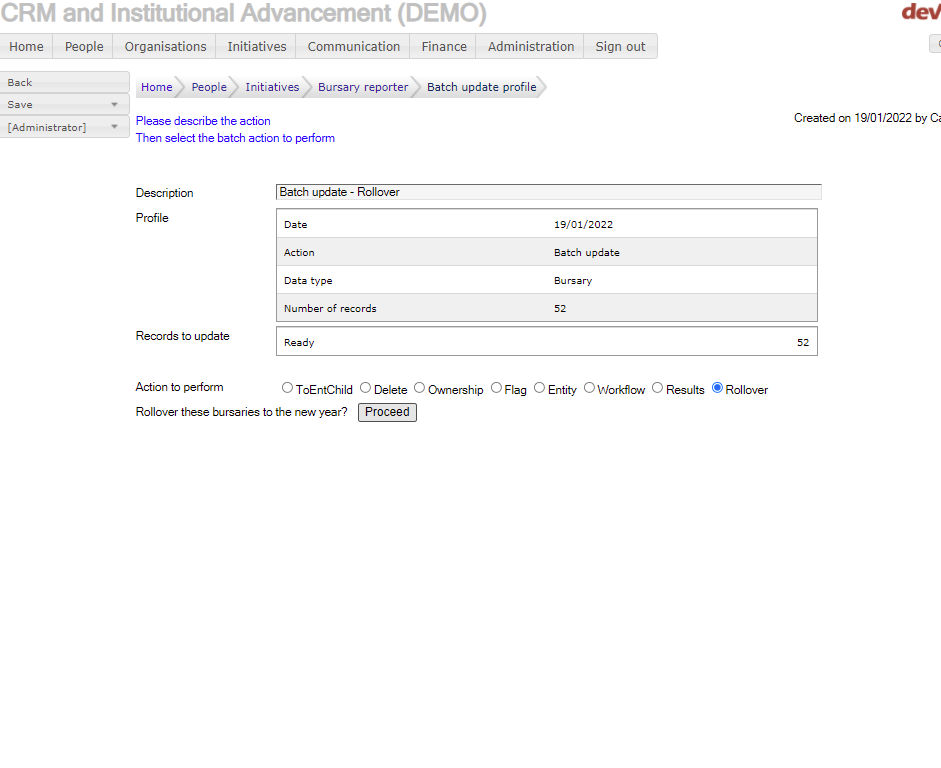 CRM and Institutional Advancement (DEMO)
dev
Home People Organisations Initiatives Communication Finance Administration Sign out
Back
Save
[Administrator]
Home People Initiatives Bursary reporter Batch update profile
Please describe the action
Then select the batch action to perform
Created on 19/01/2022 by Ca
Description Batch update - Rollover
Profile
Date 19/01/2022
Action Batch update
Data type Bursary
Number of records 52
Records to update
Ready 52
Action to perform ToEntChild Delete Ownership Flag Entity Workflow Results Rollover
Rollover these bursaries to the new year? Proceed